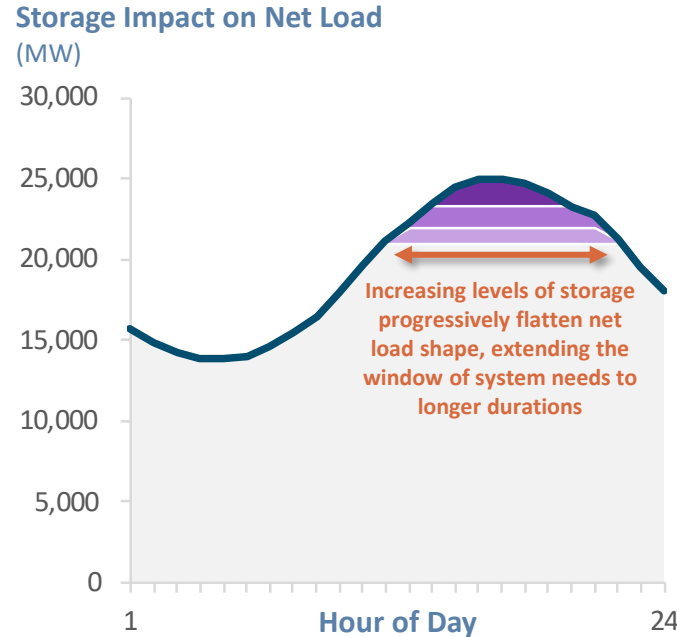 Storage Impact on Net Load
(MW)
30,000
25,000
20,000
15,000
10,000
5,000
0
Increasing levels of storage
progressively flatten net
load shape, extending the
window of system needs to
longer durations
1
Hour of Day
24